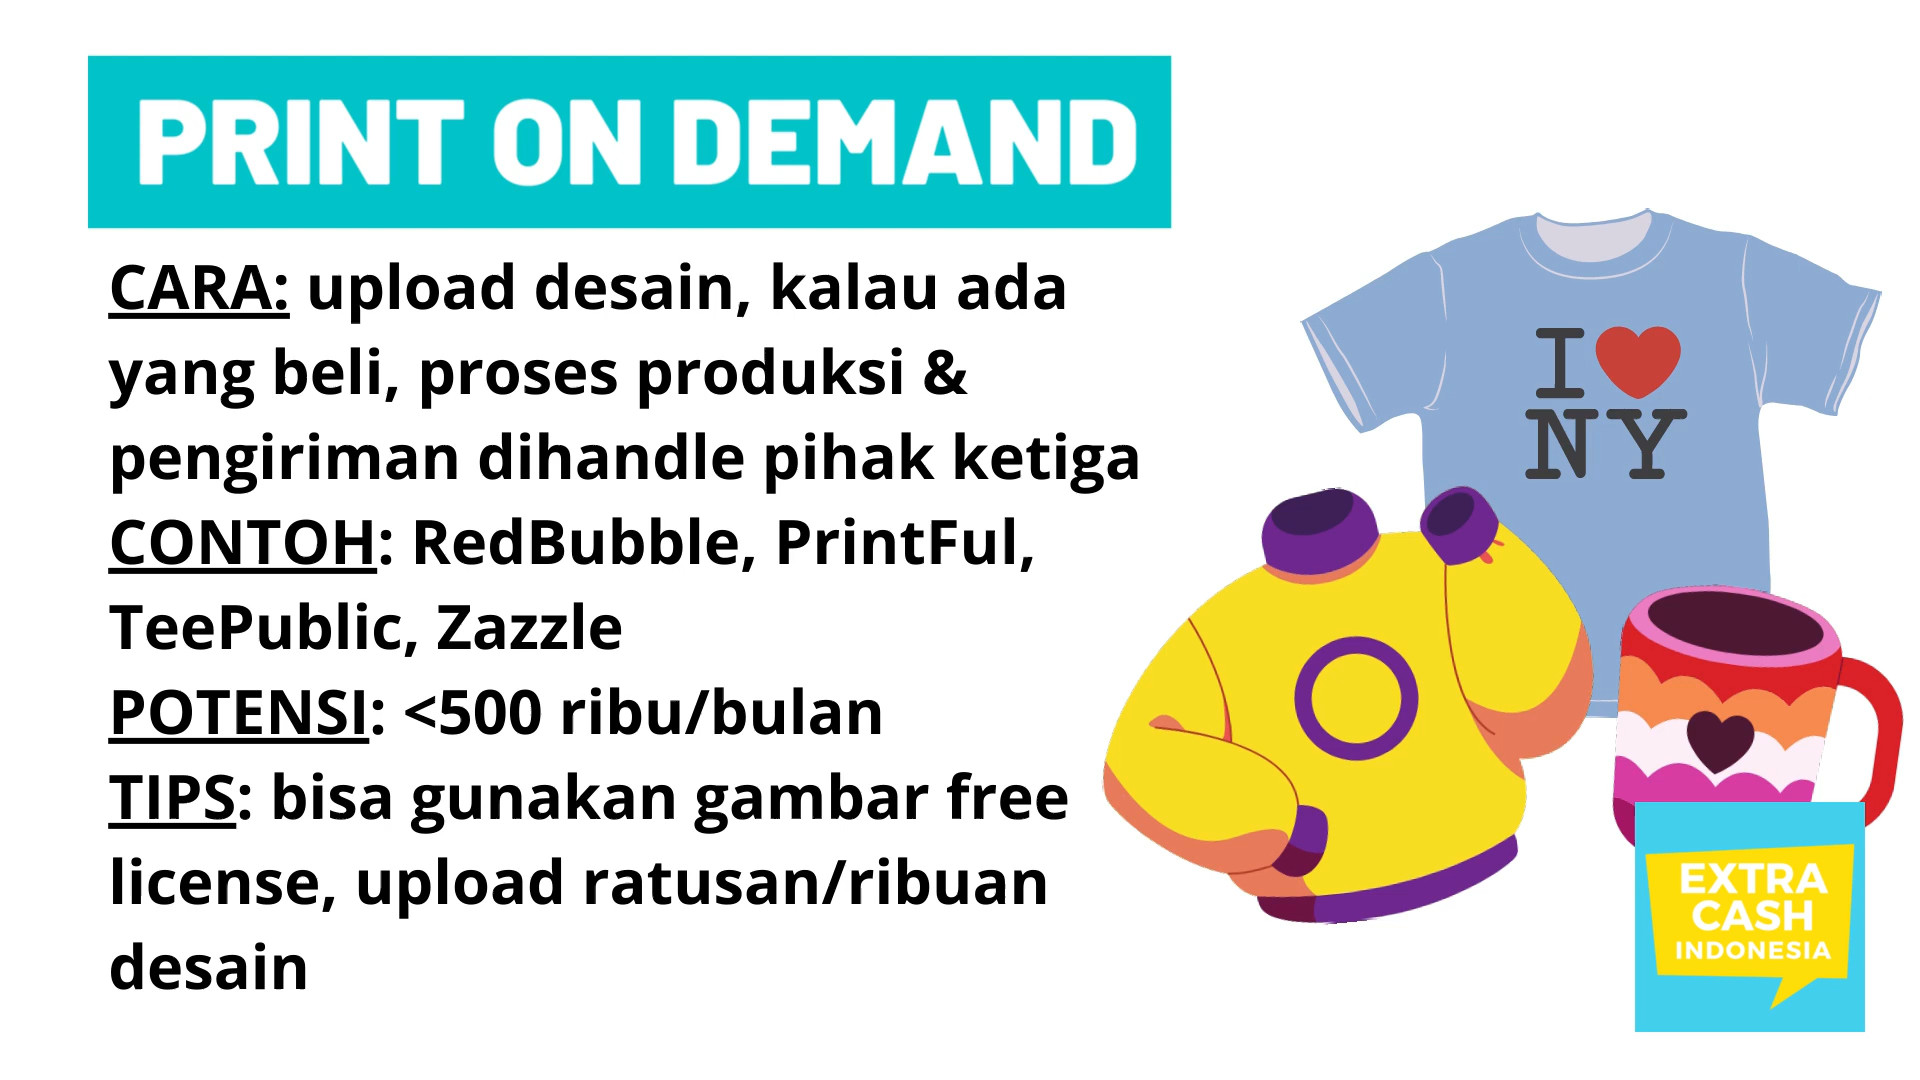 PRINT ON DEMAND
CARA: upload desain, kalau ada
yang beli, proses produksi &
pengiriman dihandle pihak ketiga
CONTOH: RedBubble, PrintFul,
TeePublic, Zazzle
POTENSI: <500 ribu/bulan
TIPS: bisa gunakan gambar free
license, upload ratusan/ribuan
desain
I
NY
EXTRA
CASH
INDONESIA